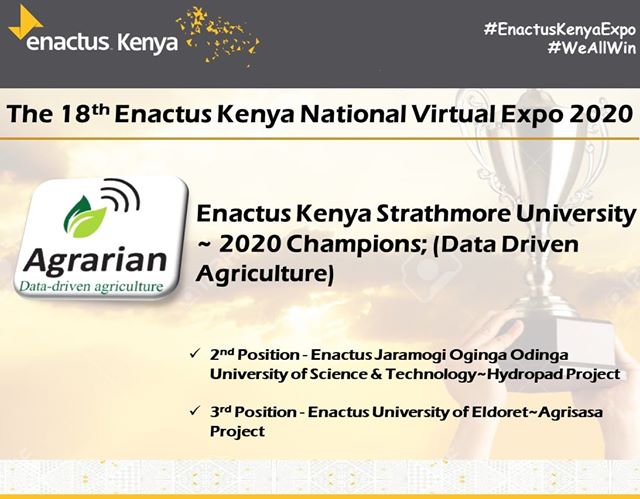 enactus Kenya
#EnactusKenyaExpo
#WeAllWin
The 18th Enactus Kenya National Virtual Expo 2020
Agrarian
Data-driven agriculture
Enactus Kenya Strathmore University
~ 2020 Champions; (Data Driven
Agriculture)
✓ 2nd Position - Enactus Jaramogi Oginga Odinga
University of Science & Technology~Hydropad Project
✓ 3rd Position - Enactus University of Eldoret~Agrisasa
Project